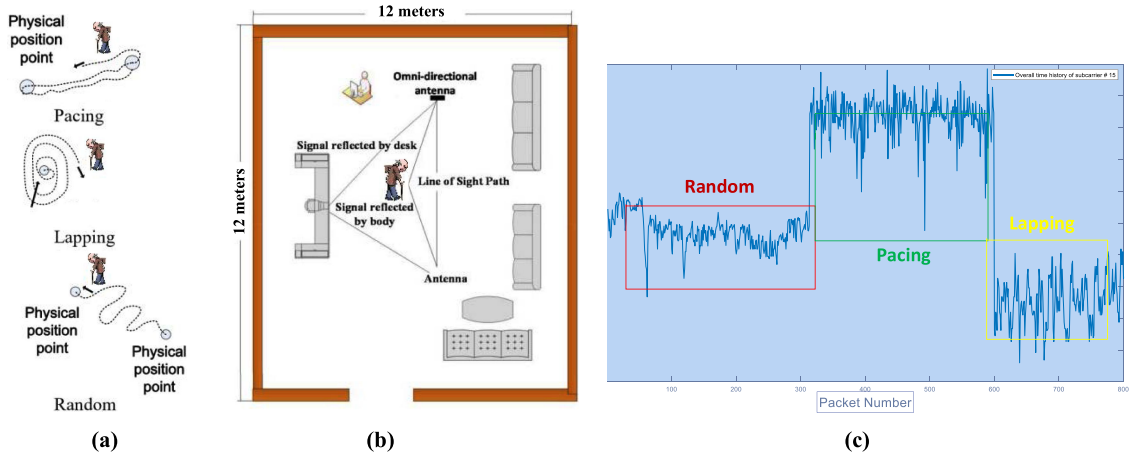 Physical
position
point
Pacing
Lapping
Physical
position
point
Physical
position
point
Random
(a)
12 meters
12 meters
Omni-directional
antenna
Signal reflected by desk
Line of Sight Path
Signal reflected
by body
Antenna
(b)
Overall time history of subcarrier # 15
Random
Pacing
Lapping
100
200
300
400
500
600
700
800
Packet Number
(c)